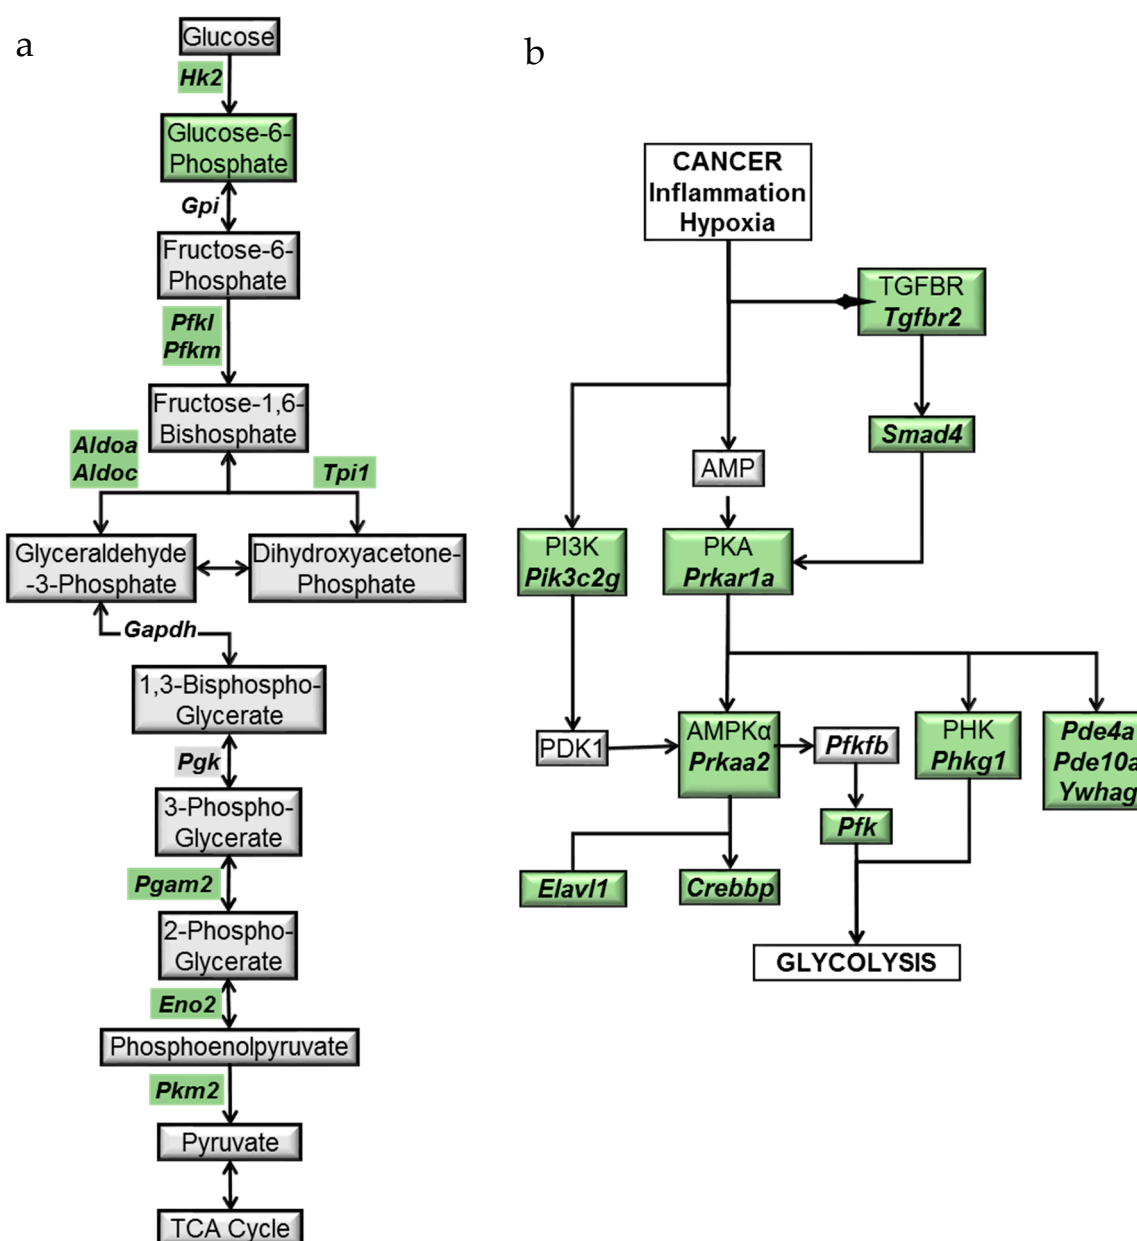 a
Glucose
Hk2
Glucose-6-
Phosphate
Gpi
Fructose-6-
Phosphate
Pfkl
Pfkm
Fructose-1,6-
Bishosphate
Aldoa
Aldoc
Tpi1
Glyceraldehyde
-3-Phosphate
Dihydroxyacetone-
Phosphate
Gapdh
1,3-Bisphospho-
Glycerate
Pgk
3-Phospho-
Glycerate
Pgam2
2-Phospho-
Glycerate
Eno2
Phosphoenolpyruvate
Pkm2
Pyruvate
TCA Cycle
b
CANCER
Inflammation
Hypoxia
TGFBR
Tgfbr2
Smad4
AMP
PI3K
Pik3c2g
PKA
Prkar1a
PDK1
AMPKα
Prkaa2
Pfkfb
PHK
Phkg1
Pde4a
Pde10a
Ywhag
Pfk
Elavl1
Crebbp
GLYCOLYSIS